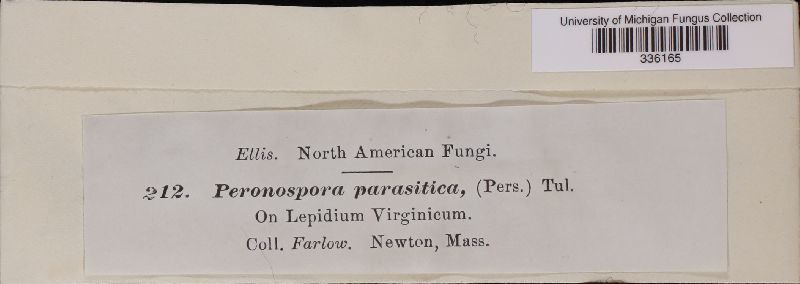 University of Michigan Fungus Collection
336165
Ellis. North American Fungi.
212. Peronospora parasitica, (Pers.) Tul.
On Lepidium Virginicum.
Coll. Farlow. Newton, Mass.